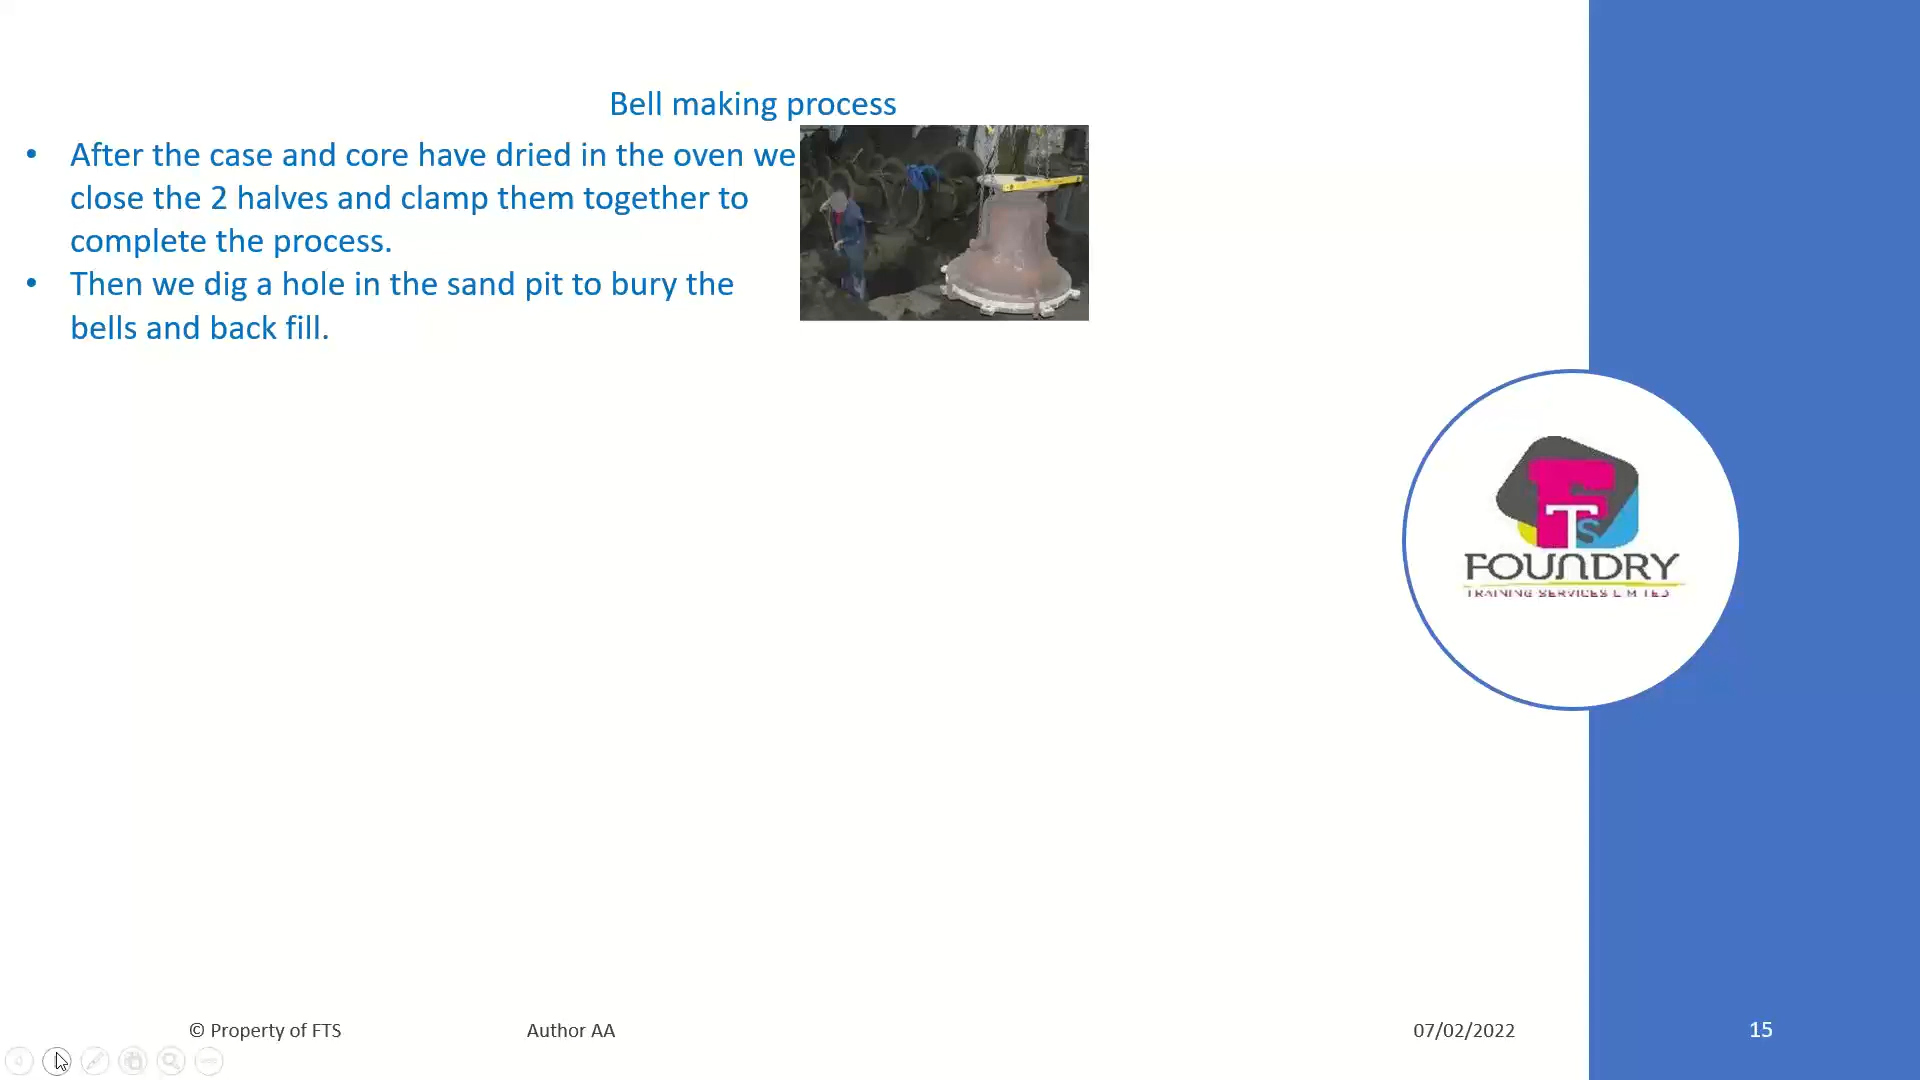 Bell making process
• After the case and core have dried in the oven we
close the 2 halves and clamp them together to
complete the process.
• Then we dig a hole in the sand pit to bury the
bells and back fill.
FTS
FOUNDRY
TRAINING SERVICES LIMITED
© Property of FTS
Author AA
07/02/2022
15